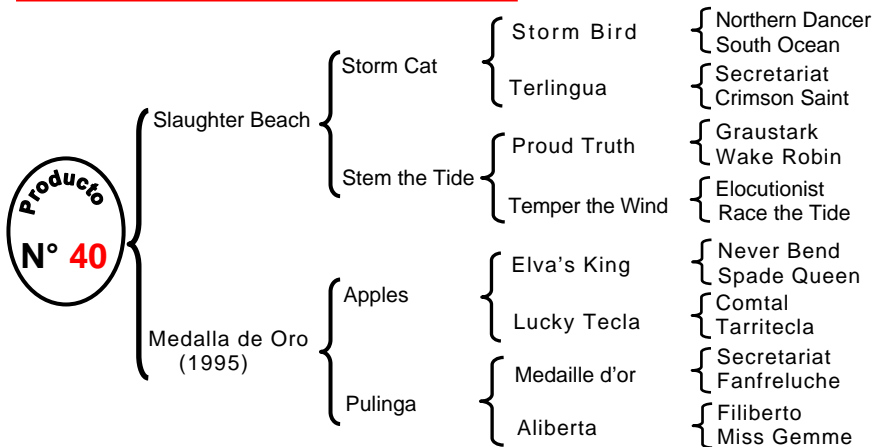 Producto
N° 40
Slaughter Beach
Medalla de Oro
(1995)
Storm Cat
Stem the Tide
Apples
Pulinga
Storm Bird
Terlingua
Proud Truth
Temper the Wind
Elva's King
Lucky Tecla
Medaille d'or
Aliberta
Northern Dancer
South Ocean
Secretariat
Crimson Saint
Graustark
Wake Robin
Elocutionist
Race the Tide
Never Bend
Spade Queen
Comtal
Tarritecla
Secretariat
Fanfreluche
Filiberto
Miss Gemme